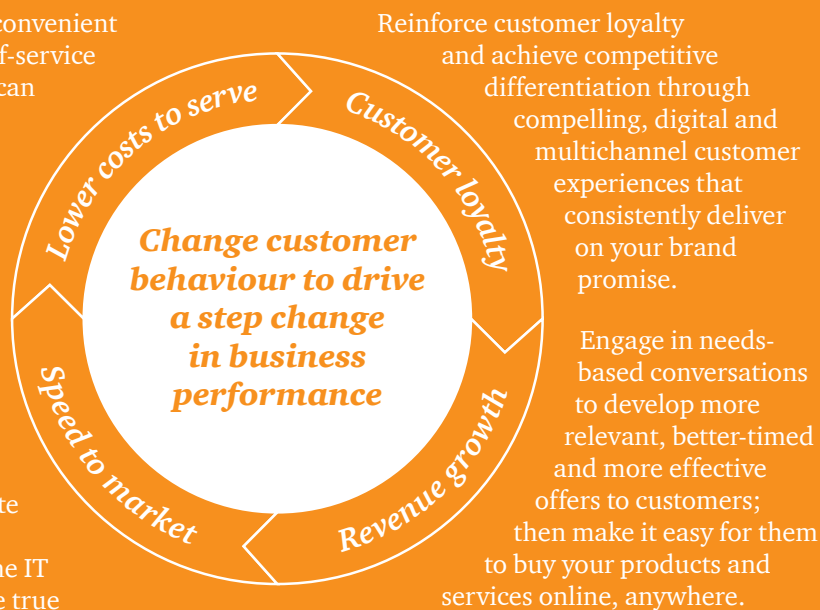 convenient
f-service
can
Lower costs to serve
Customer loyalty
Revenue growth
Speed to market
Change customer
behaviour to drive
a step change
in business
performance
Reinforce customer loyalty
and achieve competitive
differentiation through
compelling, digital and
multichannel customer
experiences that
consistently deliver
on your brand
promise.
Engage in needs-
based conversations
to develop more
relevant, better-timed
and more effective
offers to customers;
then make it easy for them
to buy your products and
services online, anywhere.
te
ne IT
e true